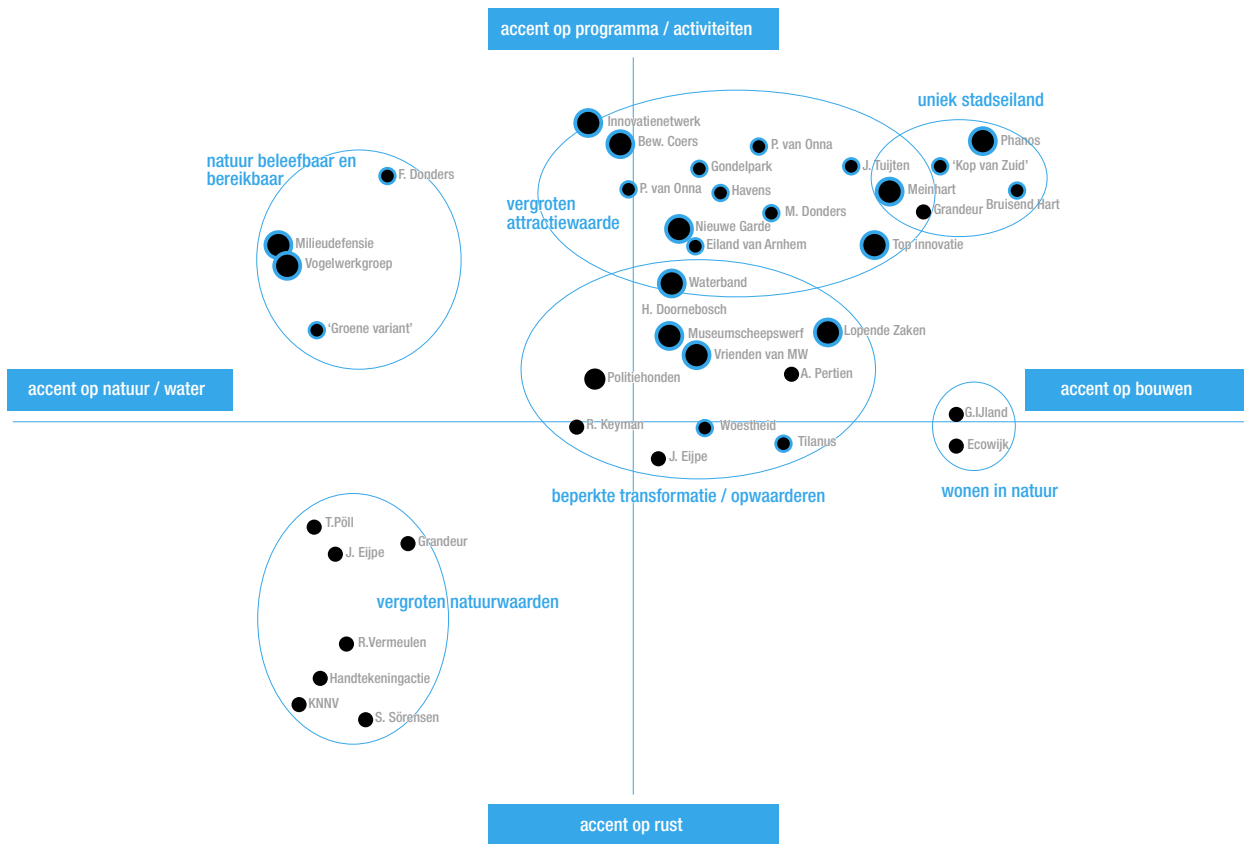 accent op programma / activiteiten
uniek stadseiland
Innovatienetwerk
Phanos
Bew. Coers
P. van Onna
natuur beleefbaar en
bereikbaar
F. Donders
Gondelpark
J. Tuijten
‘Kop van Zuid’
P. van Onna
Havens
Meinhart
Bruisend Hart
vergroten
attractiewaarde
M. Donders
Grandeur
Nieuwe Garde
Milieudefensie
Eiland van Arnhem
Top innovatie
Vogelwerkgroep
Waterband
H. Doornebosch
‘Groene variant’
Museumscheepswerf
Lopende Zaken
Vrienden van MW
Politiehonden
A. Pertien
accent op natuur / water
accent op bouwen
G.IJland
R. Keyman
Woestheid
Tilanus
Ecowijk
J. Eijpe
beperkte transformatie / opwaarderen
wonen in natuur
T.Pöll
J. Eijpe
Grandeur
vergroten natuurwaarden
R.Vermeulen
Handtekeningactie
KNNV
S. Sörensen
accent op rust